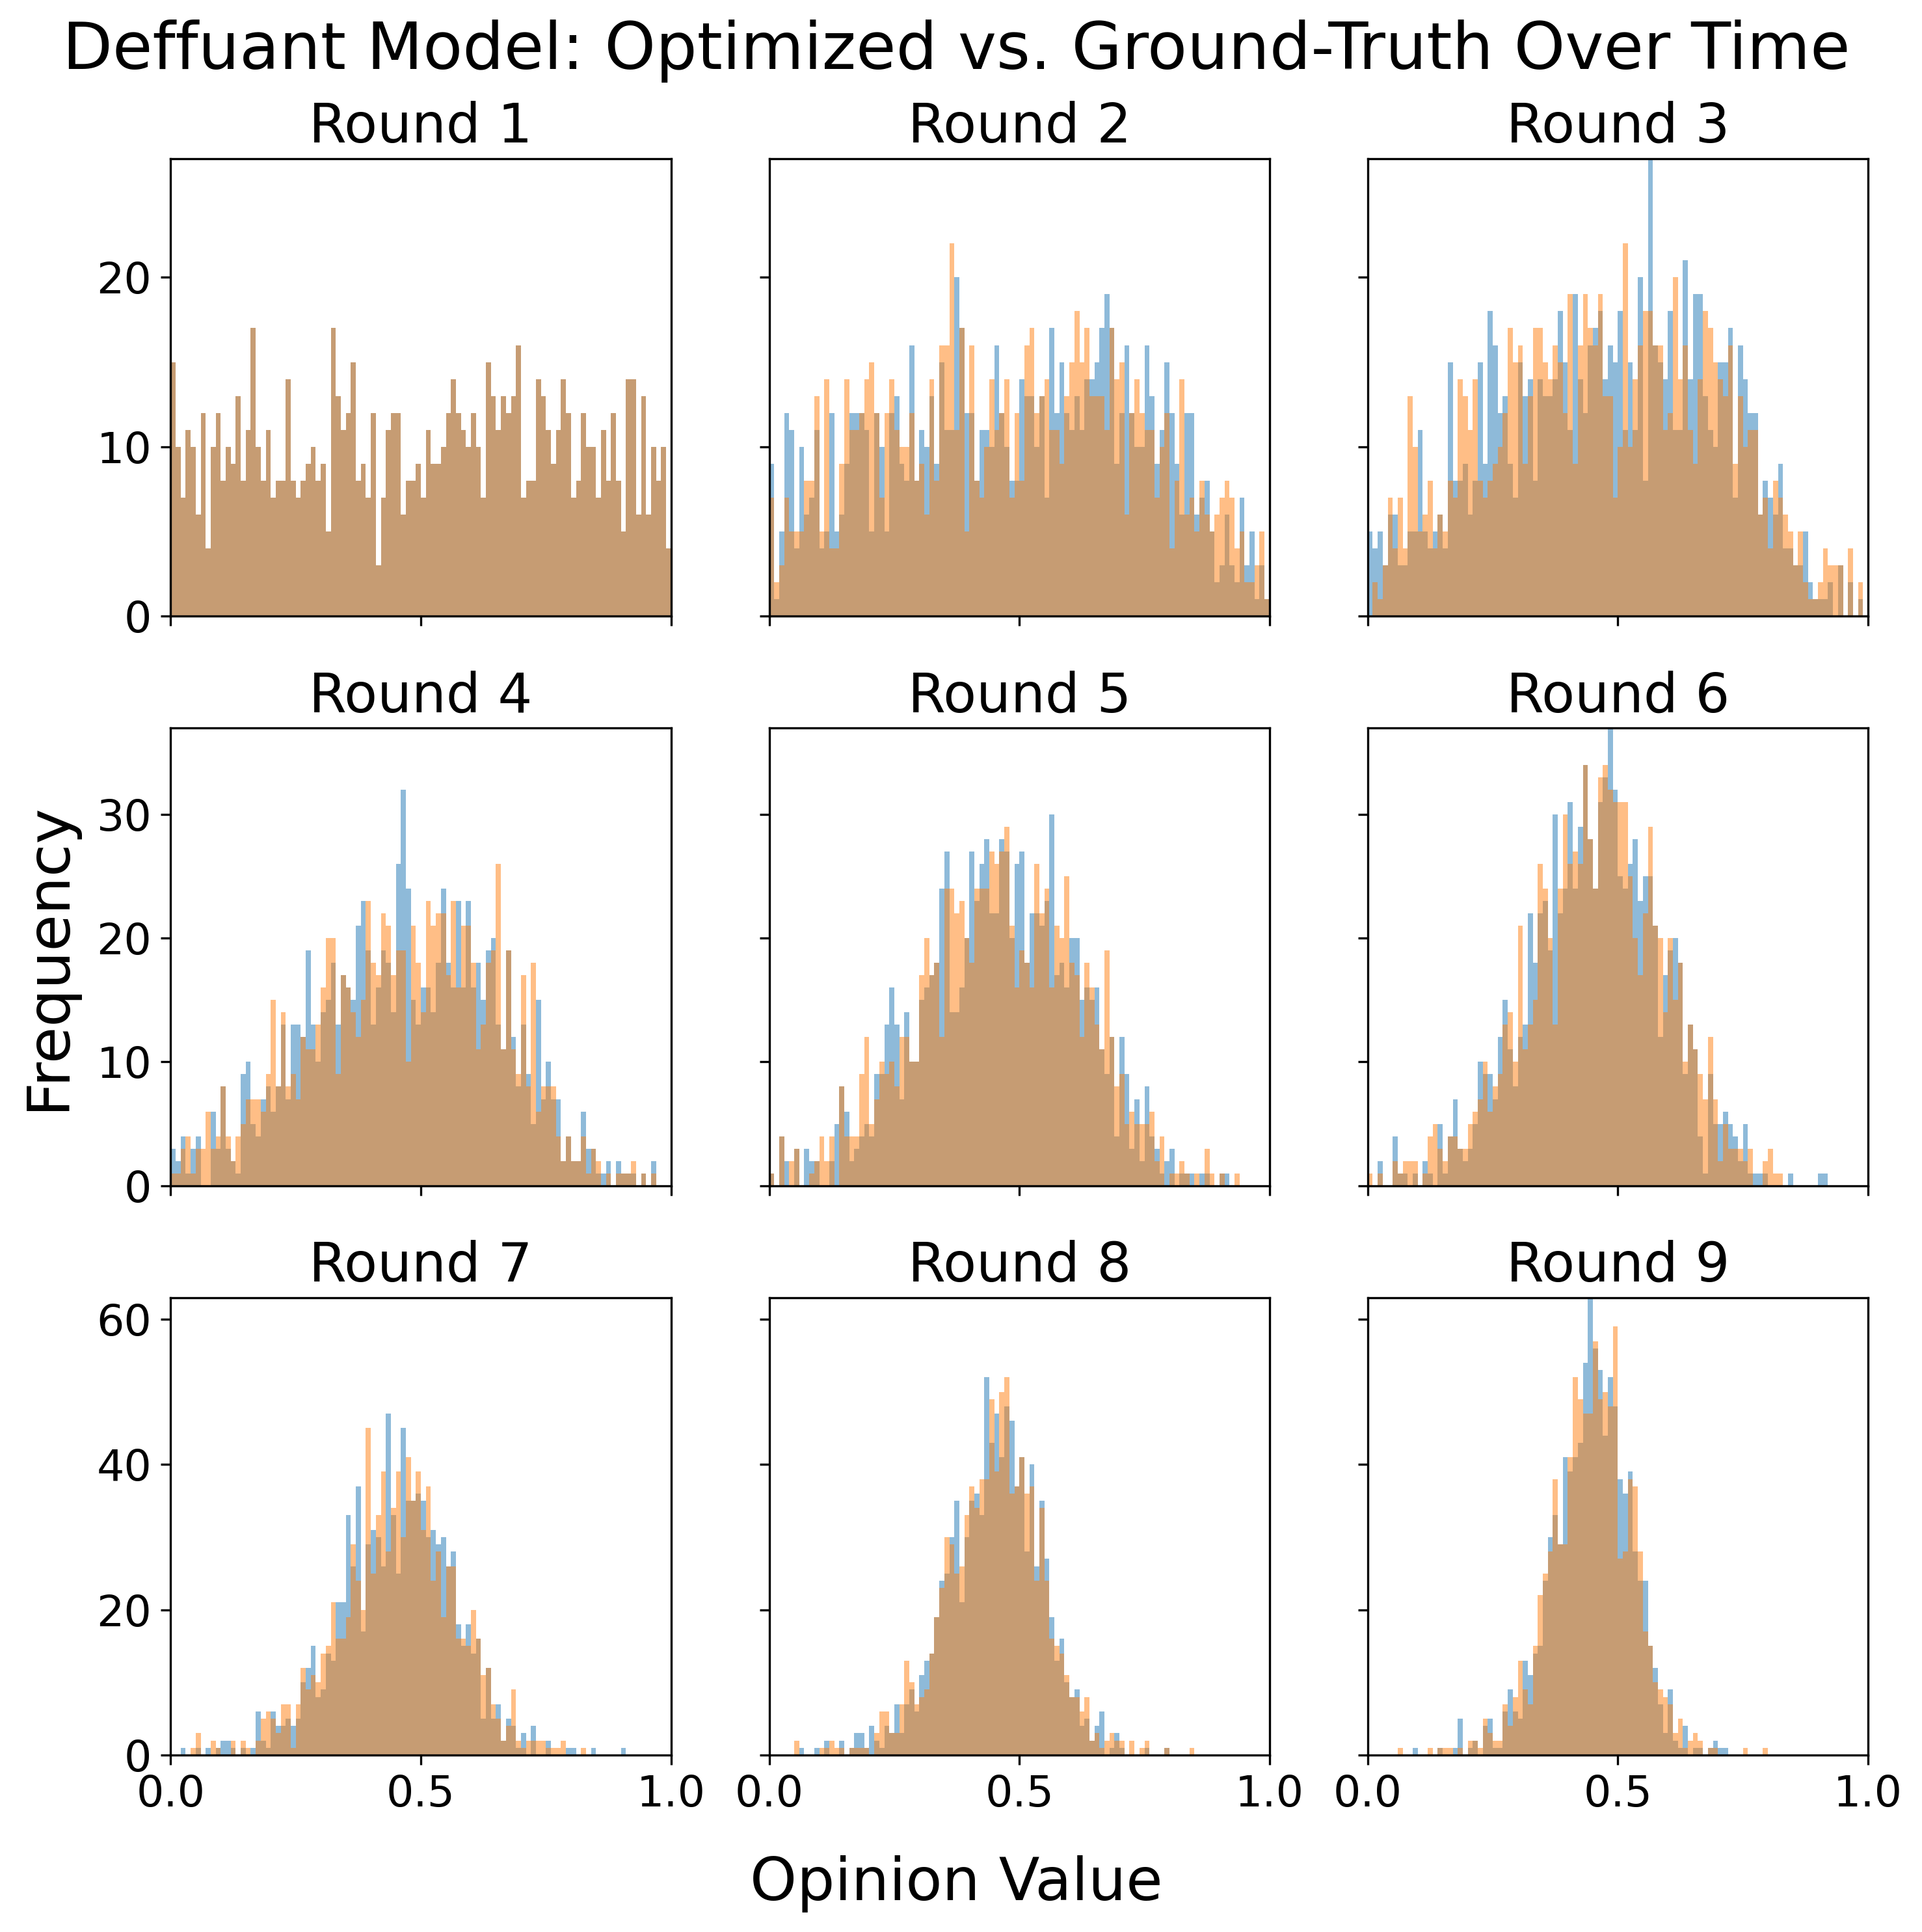 Deffuant Model: Optimized vs. Ground-Truth Over Time
Round 1
Round 2
Round 3
20
10
0
Round 4
Round 5
Round 6
Frequency
30
20
10
0
Round 7
Round 8
Round 9
60
40
20
0
0.0 0.5 1.0 0.0 0.5 1.0 0.0 0.5 1.0
Opinion Value